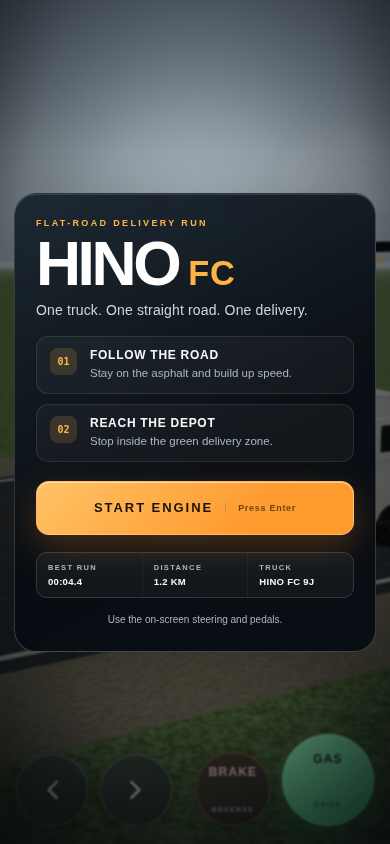 FLAT-ROAD DELIVERY RUN
HINO FC
One truck. One straight road. One delivery.
01 FOLLOW THE ROAD
Stay on the asphalt and build up speed.
02 REACH THE DEPOT
Stop inside the green delivery zone.
START ENGINE | Press Enter
BEST RUN DISTANCE TRUCK
00:04.4 1.2 KM HINO FC 9J
Use the on-screen steering and pedals.
GAS
BRAKE
DRIVE
REVERSE